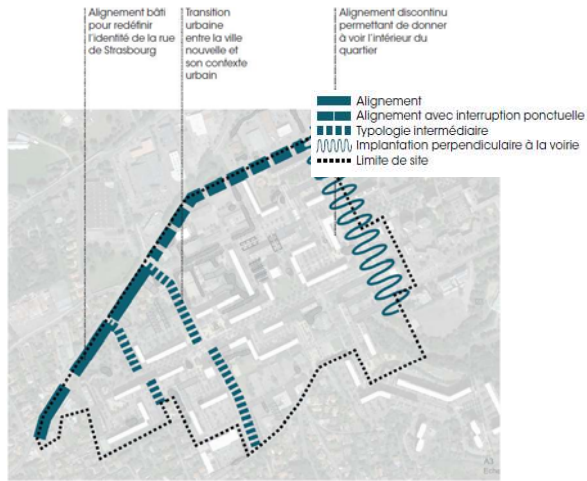 Alignement bâti
pour redéfinir
l'identité de la rue
de Strasbourg
Transition
urbaine
entre la ville
nouvelle et
son contexte
urbain
Alignement discontinu
permettant de donner
à voir l'intérieur du
quartier
Alignement
Alignement avec interruption ponctuelle
Typologie intermédiaire
Implantation perpendiculaire à la voirie
Limite de site
A3